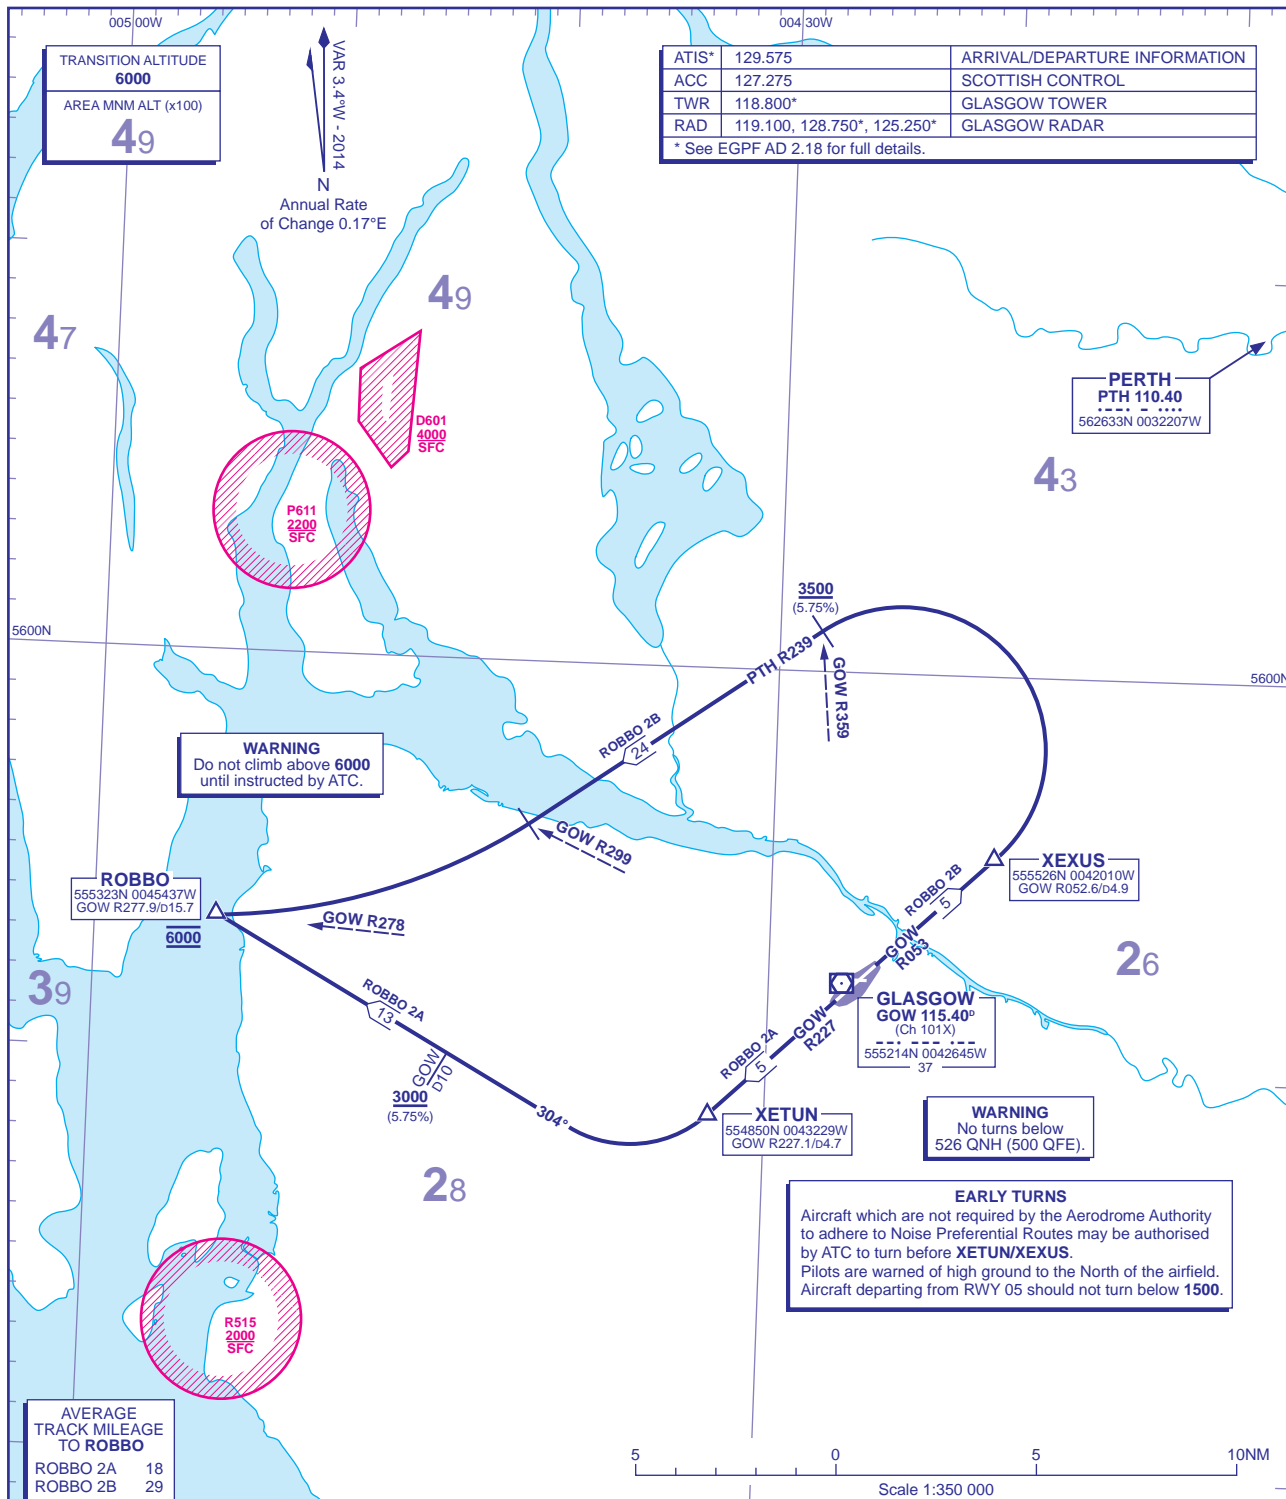 005 00W
004 30W
TRANSITION ALTITUDE
6000
AREA MNM ALT (x100)
49
VAR 3.4°W - 2014
N
Annual Rate
of Change 0.17°E
ATIS* 129.575 ARRIVAL/DEPARTURE INFORMATION
ACC 127.275 SCOTTISH CONTROL
TWR 118.800* GLASGOW TOWER
RAD 119.100, 128.750*, 125.250* GLASGOW RADAR
* See EGPF AD 2.18 for full details.
49
47
PERTH
PTH 110.40
562633N 0032207W
43
D601
4000
SFC
P611
2200
SFC
3500
(5.75%)
5600N
5600N
PTH R239
GOW R359
ROBBO 2B
24
WARNING
Do not climb above 6000
until instructed by ATC.
GOW R299
XEXUS
555526N 0042010W
GOW R052.6/D4.9
ROBBO 2B
5
ROBBO
555323N 0045437W
GOW R277.9/D15.7
6000
GOW R278
GOW
R053
26
39
ROBBO 2A
13
GLASGOW
GOW 115.40D
(Ch 101X)
555214N 0042645W
37
GOW
R227
ROBBO 2A
5
GOW
D10
3000
(5.75%)
304°
XETUN
554850N 0043229W
GOW R227.1/D4.7
WARNING
No turns below
526 QNH (500 QFE).
28
EARLY TURNS
Aircraft which are not required by the Aerodrome Authority
to adhere to Noise Preferential Routes may be authorised
by ATC to turn before XETUN/XEXUS.
Pilots are warned of high ground to the North of the airfield.
Aircraft departing from RWY 05 should not turn below 1500.
R515
2000
SFC
AVERAGE
TRACK MILEAGE
TO ROBBO
ROBBO 2A 18
ROBBO 2B 29
5 0 5 10NM
Scale 1:350 000